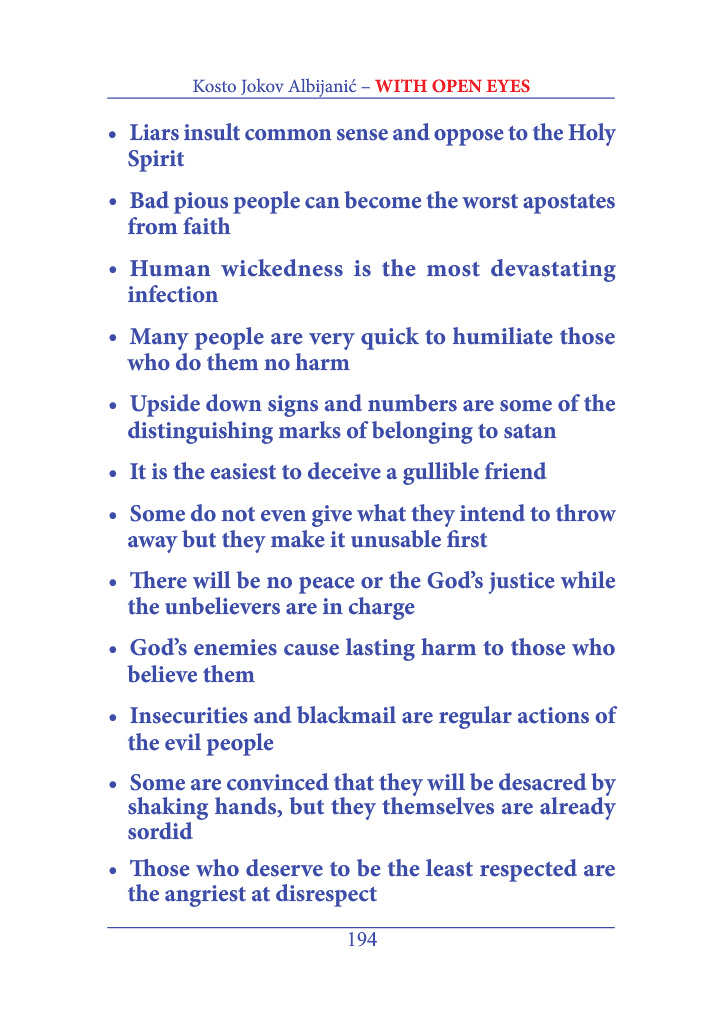 Kosto Jokov Albijanić – WITH OPEN EYES
• Liars insult common sense and oppose to the Holy
Spirit
• Bad pious people can become the worst apostates
from faith
• Human wickedness is the most devastating
infection
• Many people are very quick to humiliate those
who do them no harm
• Upside down signs and numbers are some of the
distinguishing marks of belonging to satan
• It is the easiest to deceive a gullible friend
• Some do not even give what they intend to throw
away but they make it unusable first
• There will be no peace or the God’s justice while
the unbelievers are in charge
• God’s enemies cause lasting harm to those who
believe them
• Insecurities and blackmail are regular actions of
the evil people
• Some are convinced that they will be desacred by
shaking hands, but they themselves are already
sordid
• Those who deserve to be the least respected are
the angriest at disrespect
194